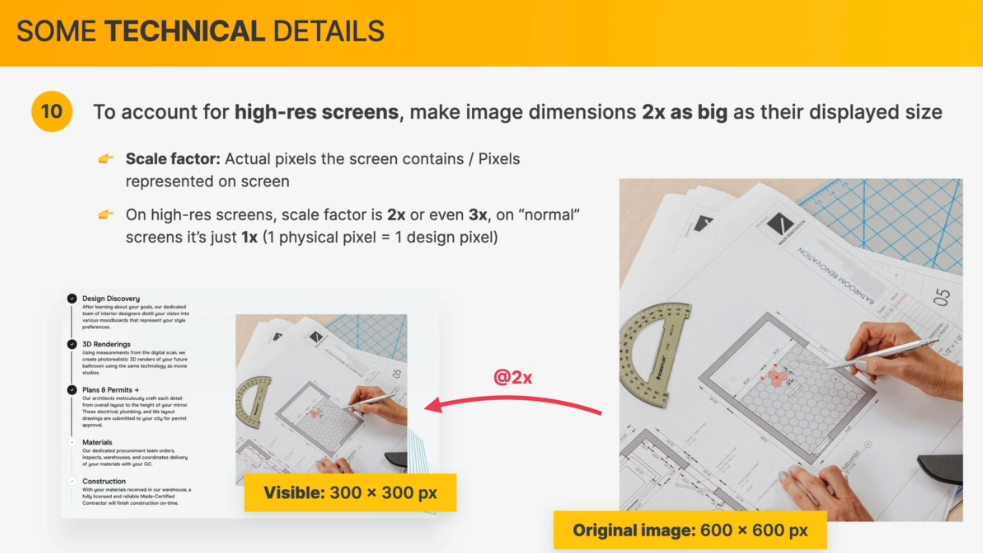 SOME TECHNICAL DETAILS
10
To account for high-res screens, make image dimensions 2x as big as their displayed size
Scale factor: Actual pixels the screen contains / Pixels
represented on screen
On high-res screens, scale factor is 2x or even 3x, on “normal”
screens it’s just 1x (1 physical pixel = 1 design pixel)
Design Discovery
After learning about your goals, our dedicated
team of interior designers distill your vision into
various moodboards that represent your style
preferences.
3D Renderings
Using measurements from the digital scan, we
create photorealistic 3D renders of your future
bathroom using the same technology as movie
studios.
Plans & Permits →
Our architects meticulously craft each detail
from overall layout to the height of your mirror.
These electrical, plumbing, and the layout
drawings are submitted to your city for permit
approval.
Materials
Our dedicated procurement team orders,
inspects, warehouses, and coordinates delivery
of your materials with your GC.
Construction
With your materials received in our warehouse, a
fully licensed and reliable Made-Certified
Contractor will finish construction on-time.
05
Visible: 300 × 300 px
@2x
BATHROOM RENOVATION
05
Original image: 600 × 600 px